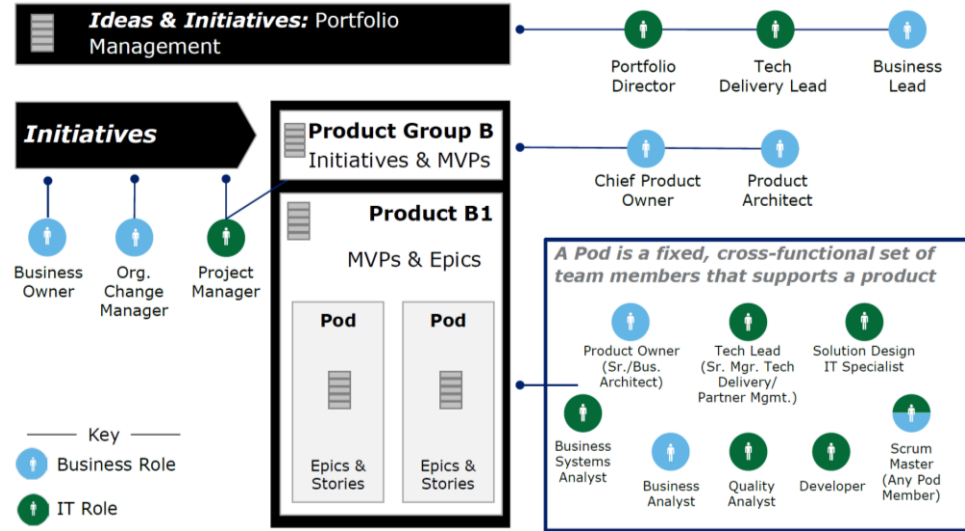 Ideas & Initiatives: Portfolio
Management
Portfolio
Director
Tech
Delivery Lead
Business
Lead
Initiatives
Business
Owner
Org.
Change
Manager
Project
Manager
Product Group B
Initiatives & MVPs
Chief Product
Owner
Product
Architect
Product B1
MVPs & Epics
Pod
Epics &
Stories
Pod
Epics &
Stories
A Pod is a fixed, cross-functional set of
team members that supports a product
Product Owner
(Sr./Bus.
Architect)
Tech Lead
(Sr. Mgr. Tech
Delivery/
Partner Mgmt.)
Solution Design
IT Specialist
Business
Systems
Analyst
Business
Analyst
Quality
Analyst
Developer
Scrum
Master
(Any Pod
Member)
Key
Business Role
IT Role